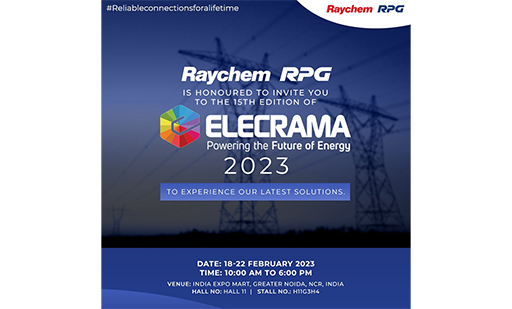 #Reliableconnectionsforalifetime
Raychem RPG
Raychem RPG
IS HONOURED TO INVITE YOU
TO THE 15TH EDITION OF
ELECRAMA
Powering the Future of Energy
2023
TO EXPERIENCE OUR LATEST SOLUTIONS.
DATE: 18-22 FEBRUARY 2023
TIME: 10:00 AM TO 6:00 PM
VENUE: INDIA EXPO MART, GREATER NOIDA, NCR, INDIA
HALL NO: HALL 11 | STALL NO.: H11G3H4